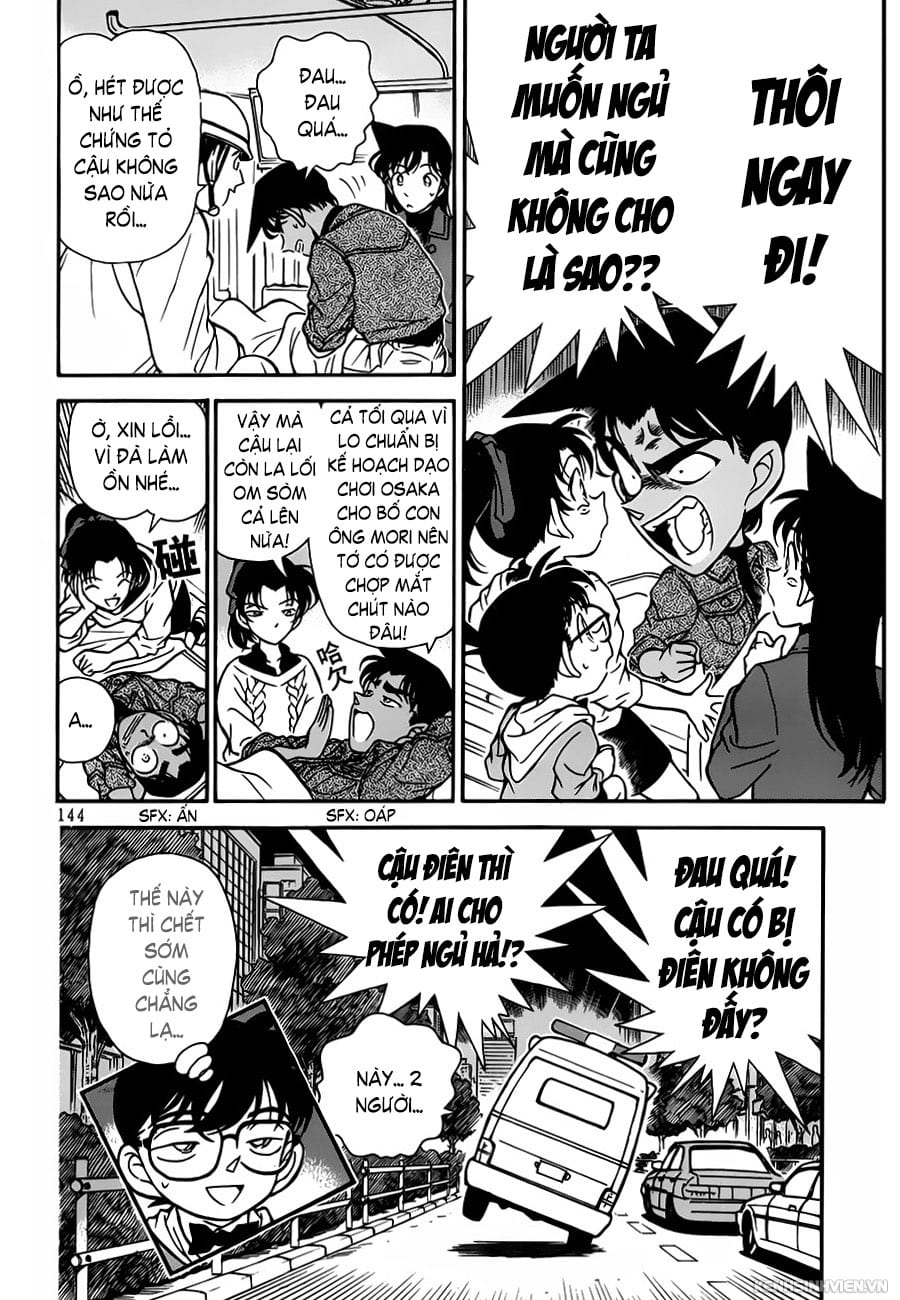 THÔI
NGAY
ĐI!
NGƯỜI TA
MUỐN NGỦ
MÀ CŨNG
KHÔNG CHO
LÀ SAO??
ĐAU...
ĐAU
QUÁ...
Ồ, HÉT ĐƯỢC
NHƯ THẾ
CHỨNG TỎ
CẬU KHÔNG
SAO NỮA
RỒI...
CẢ TỐI QUA VÌ
LO CHUẨN BỊ
KẾ HOẠCH DẠO
CHƠI OSAKA
CHO BỐ CON
ÔNG MORI NÊN
TỚ CÓ ĐƯỢC
CHỢP MẮT
CHÚT NÀO
ĐÂU!
VẬY MÀ
CẬU LẠI
CÒN LA LỐI
OM SÒM
CẢ LÊN
NỮA!
哈欠
Ờ, XIN LỒI...
VÌ ĐÃ LÀM
ỒN NHÉ...
碰
A...
144
SFX: ẤN
SFX: OÁP
ĐAU QUÁ!
CẬU CÓ BỊ
ĐIÊN KHÔNG
ĐẤY?
CẬU ĐIÊN THÌ
CÓ! AI CHO
PHÉP NGỦ HẢ!?
NÀY... 2
NGƯỜI...
THẾ NÀY
THÌ CHẾT
SỚM
CŨNG
CHẲNG
LẠ...